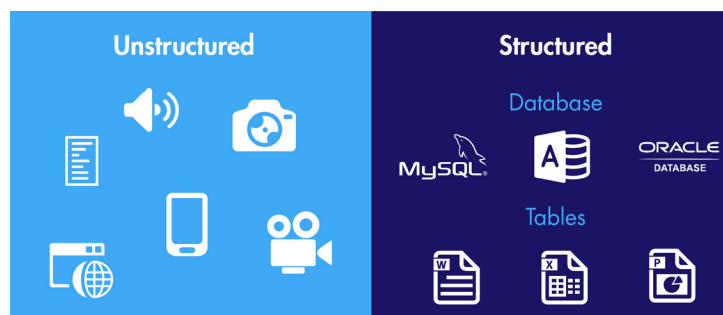 Unstructured
Structured
Database
MySQL®
A
ORACLE
DATABASE
Tables
W
X
P